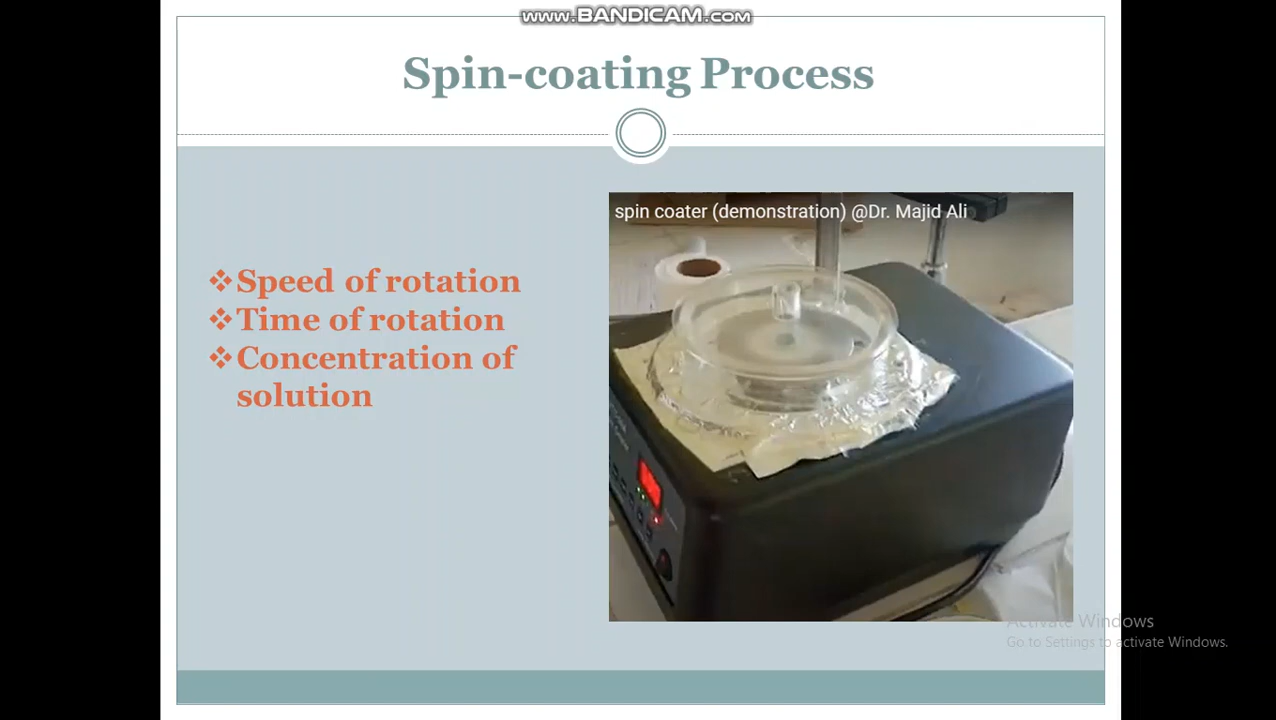 www.BANDICAM.com
Spin-coating Process
spin coater (demonstration) @Dr. Majid Ali
❖Speed of rotation
❖Time of rotation
❖Concentration of
solution
Activate Windows
Go to Settings to activate Windows.